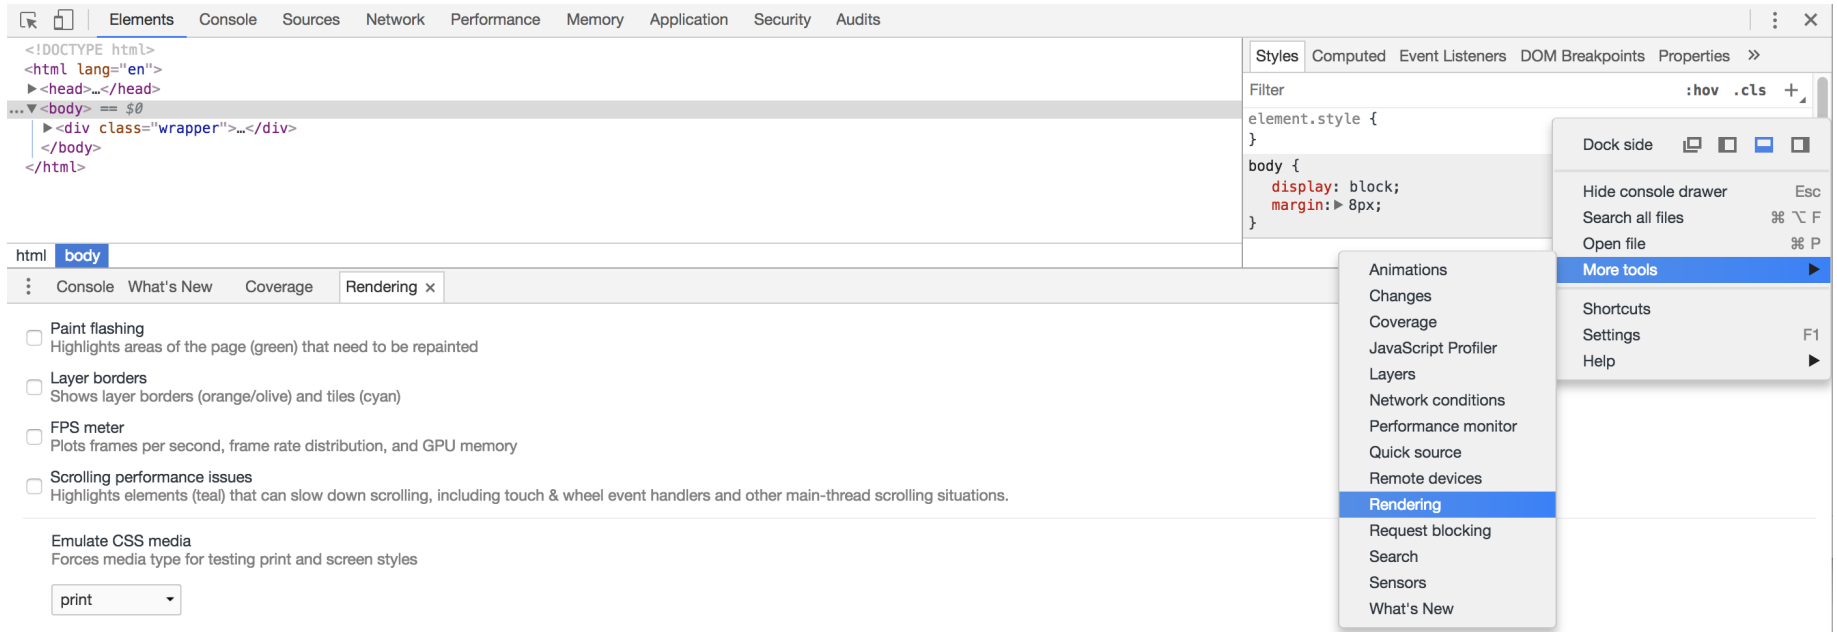 Elements Console Sources Network Performance Memory Application Security Audits
<!DOCTYPE html>
<html lang="en">
<head>…</head>
…<body> == $0
<div class="wrapper">…</div>
</body>
</html>
html body
Styles Computed Event Listeners DOM Breakpoints Properties »
Filter :hov .cls +
element.style {
}
body {
display: block;
margin: 8px;
}
Dock side
Hide console drawer Esc
Search all files ⌘ ⌥ F
Open file ⌘ P
More tools
Shortcuts
Settings F1
Help
Animations
Changes
Coverage
JavaScript Profiler
Layers
Network conditions
Performance monitor
Quick source
Remote devices
Rendering
Request blocking
Search
Sensors
What's New
Console What's New Coverage Rendering ×
Paint flashing
Highlights areas of the page (green) that need to be repainted
Layer borders
Shows layer borders (orange/olive) and tiles (cyan)
FPS meter
Plots frames per second, frame rate distribution, and GPU memory
Scrolling performance issues
Highlights elements (teal) that can slow down scrolling, including touch & wheel event handlers and other main-thread scrolling situations.
Emulate CSS media
Forces media type for testing print and screen styles
print